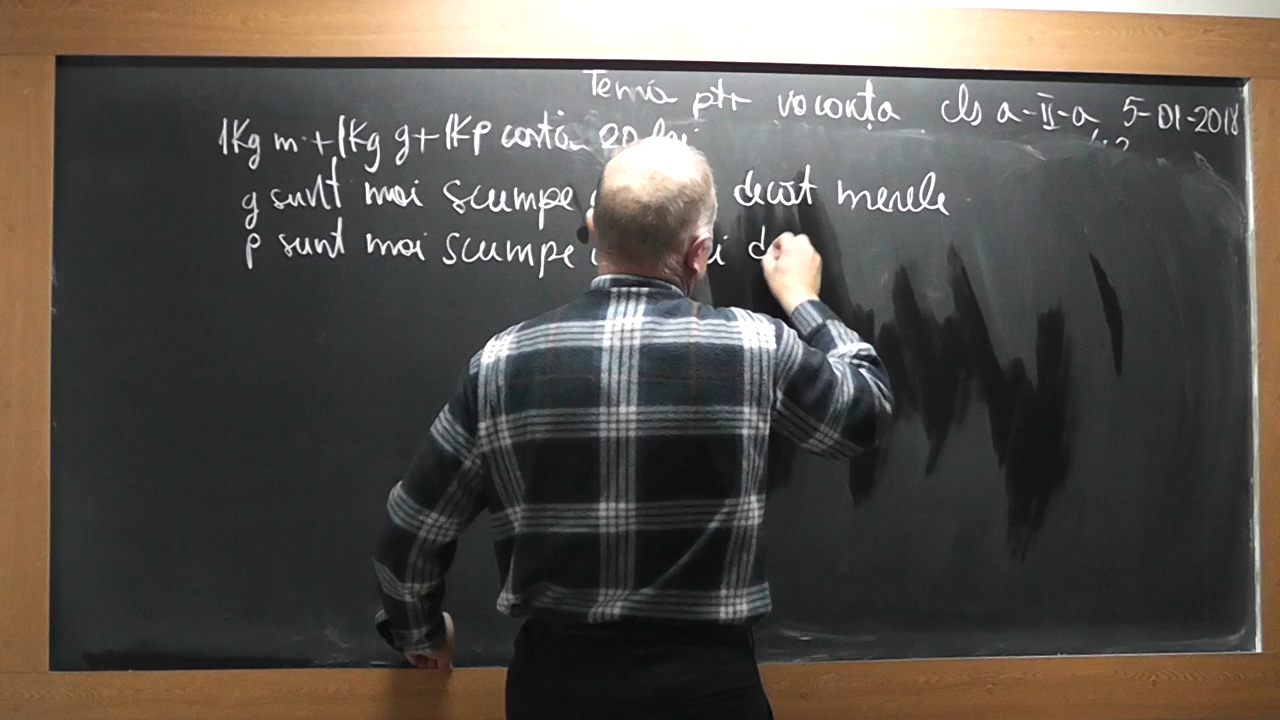 Temă ptr vacanța cls a-II-a 5-01-2018
1Kg m + 1Kg g + 1Kp costă 20 lei
g sunt mai scumpe decât merele
p sunt mai scumpe